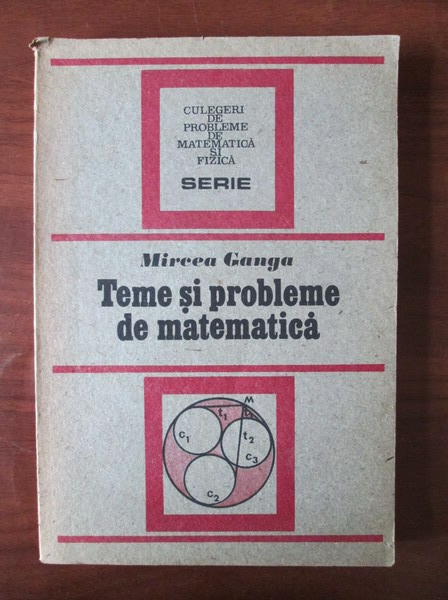 CULEGERI
DE
PROBLEME
DE
MATEMATICĂ
ŞI
FIZICĂ
SERIE
Mircea Ganga
Teme și probleme
de matematică
M
t₁
t₂
c₁
c₃
c₂